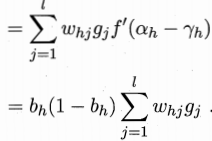 = \sum_{j=1}^{l} w_{hj} g_j f'(\alpha_h - \gamma_h)
= b_h(1 - b_h) \sum_{j=1}^{l} w_{hj} g_j .